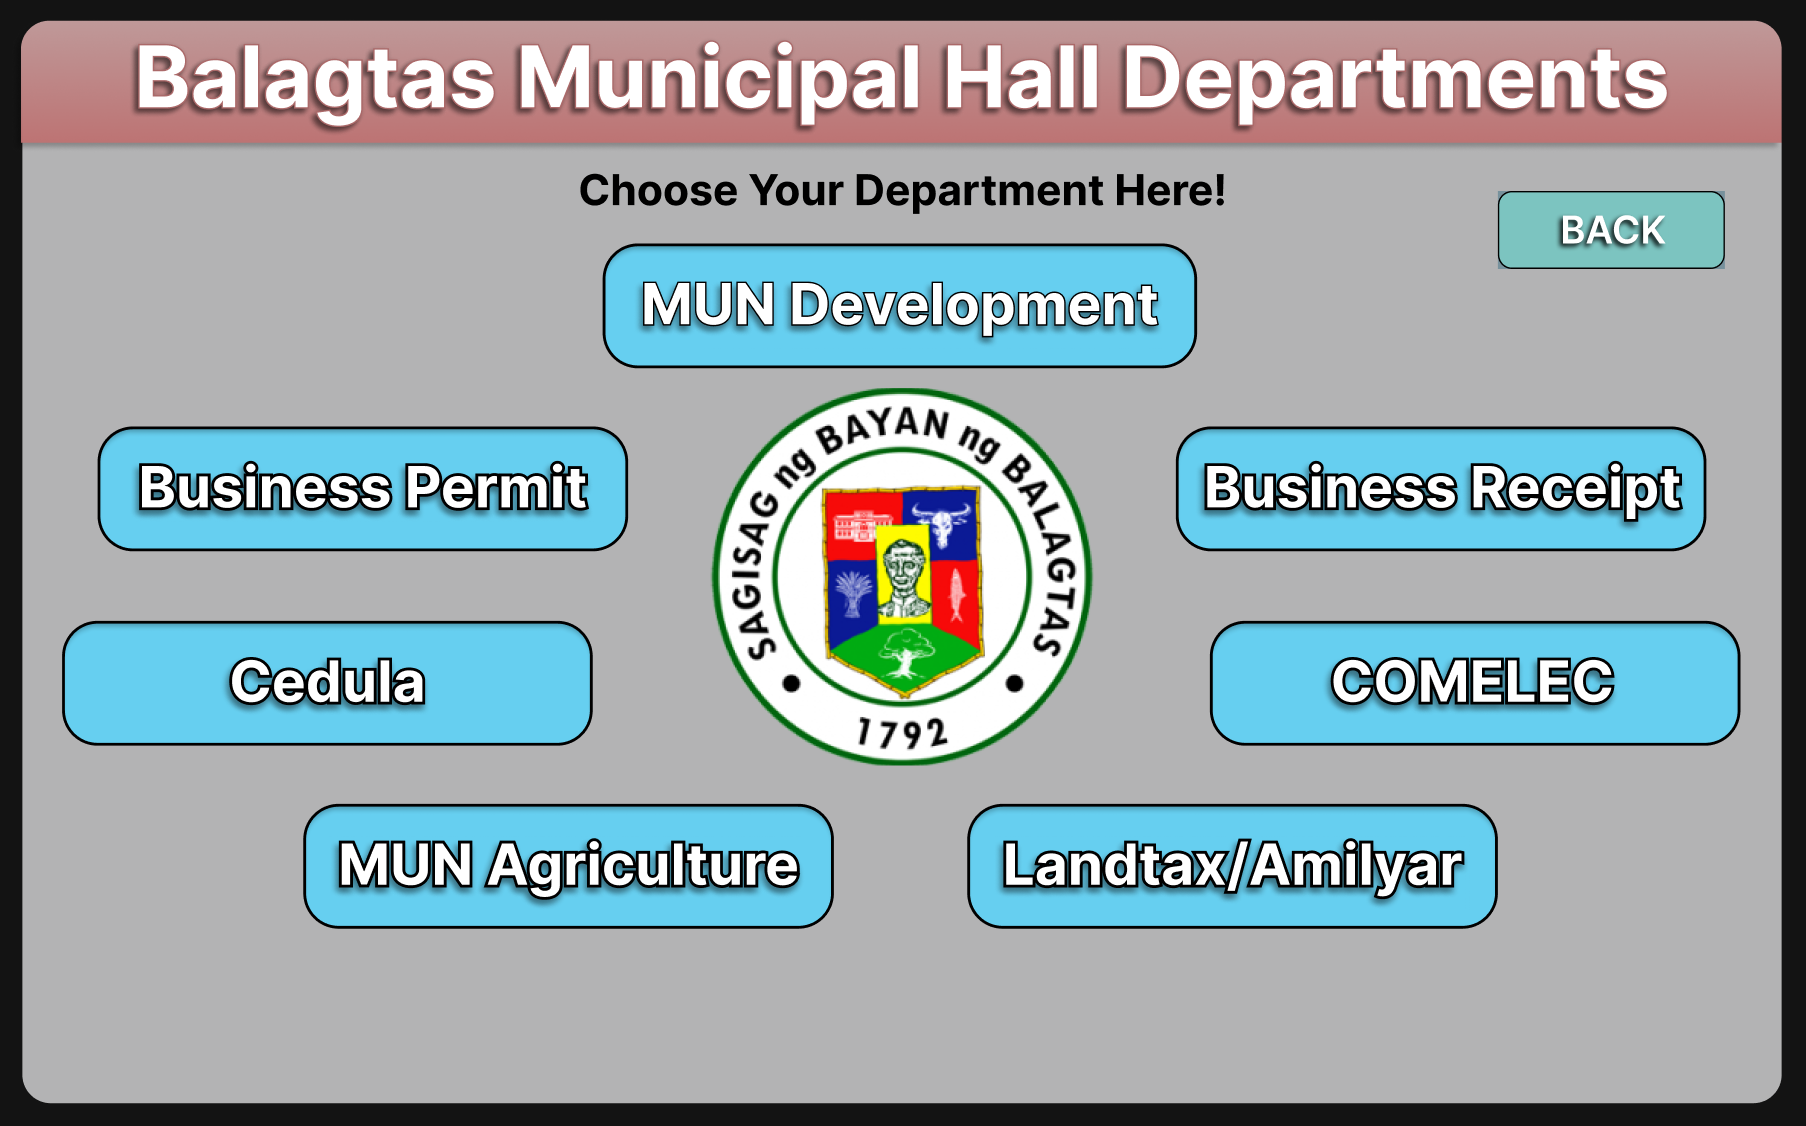 Balagtas Municipal Hall Departments
Choose Your Department Here!
BACK
MUN Development
Business Permit
SAGISAG ng BAYAN ng BALAGTAS
1792
Business Receipt
Cedula
COMELEC
MUN Agriculture
Landtax/Amilyar